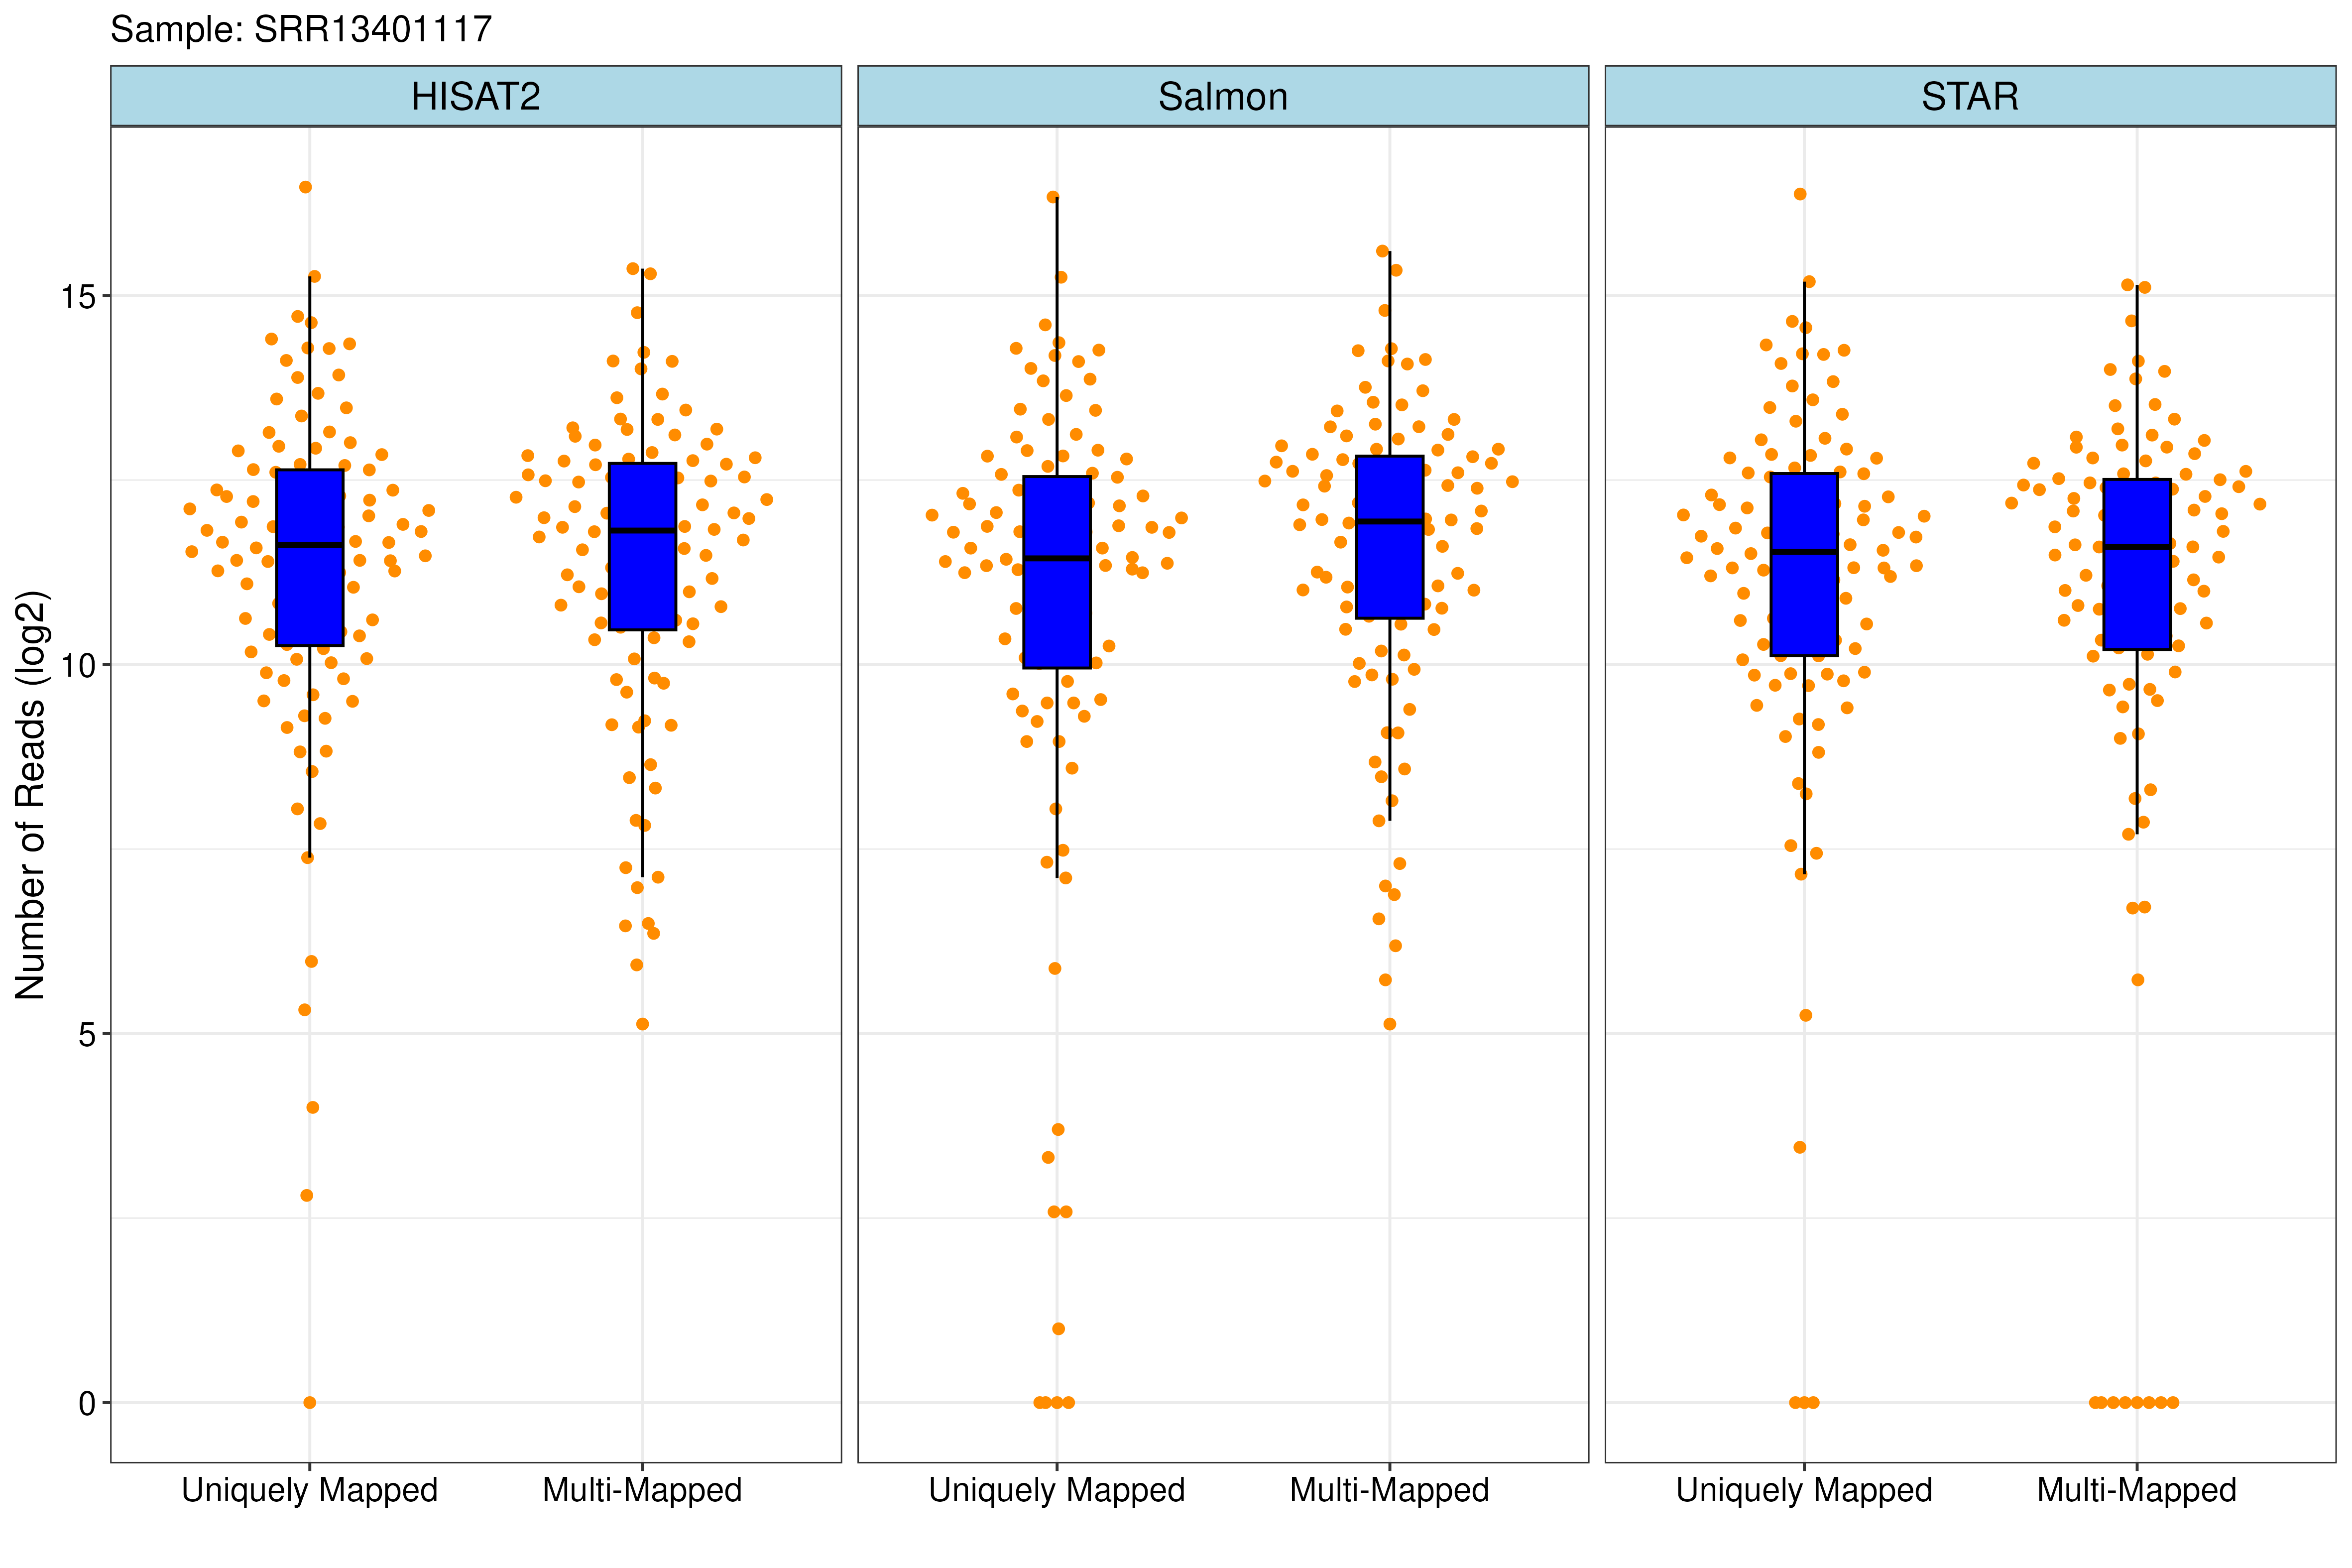 Sample: SRR13401117
HISAT2
Salmon
STAR
Number of Reads (log2)
15
10
5
0
Uniquely Mapped
Multi-Mapped
Uniquely Mapped
Multi-Mapped
Uniquely Mapped
Multi-Mapped